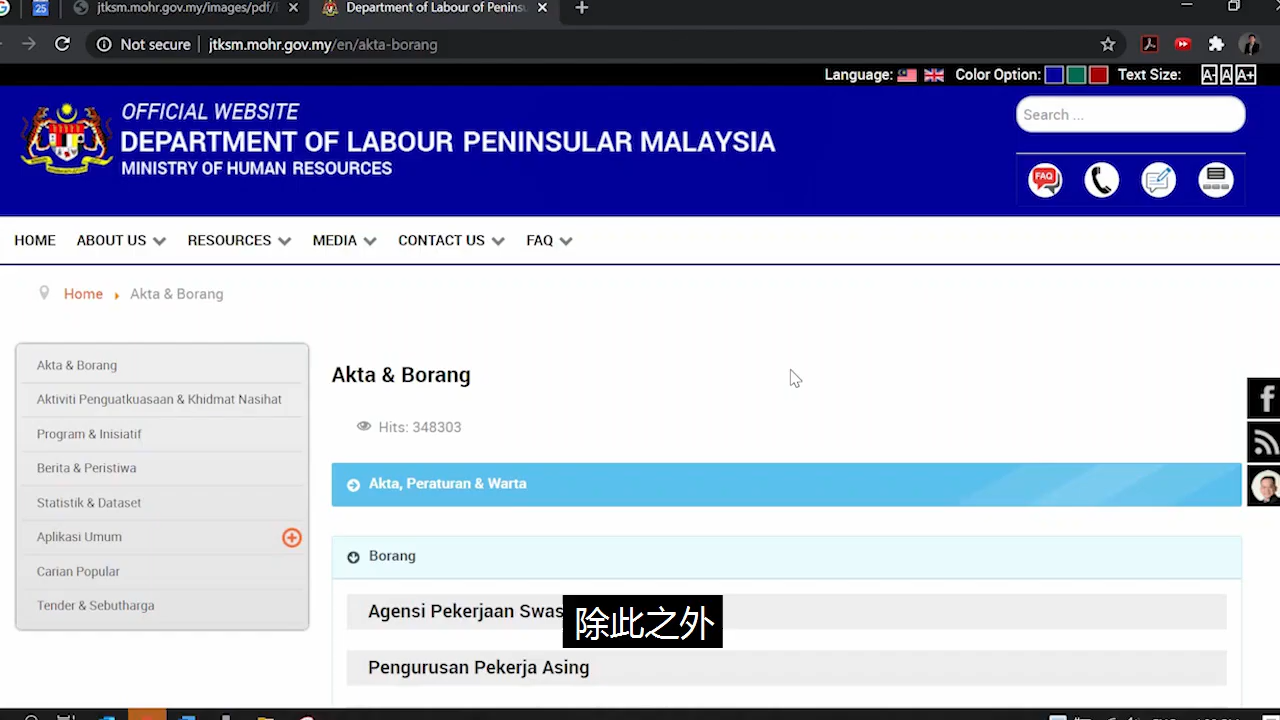 25
jtksm.mohr.gov.my/images/pdf/
Department of Labour of Penins
Not secure
jtksm.mohr.gov.my/en/akta-borang
Language:
Color Option:
Text Size:
A- A A+
OFFICIAL WEBSITE
DEPARTMENT OF LABOUR PENINSULAR MALAYSIA
MINISTRY OF HUMAN RESOURCES
Search ...
FAQ
HOME
ABOUT US
RESOURCES
MEDIA
CONTACT US
FAQ
Home
Akta & Borang
Akta & Borang
Aktiviti Penguatkuasaan & Khidmat Nasihat
Program & Inisiatif
Berita & Peristiwa
Statistik & Dataset
Aplikasi Umum
Carian Popular
Tender & Sebutharga
Akta & Borang
Hits: 348303
Akta, Peraturan & Warta
Borang
Agensi Pekerjaan Swas
除此之外
Pengurusan Pekerja Asing